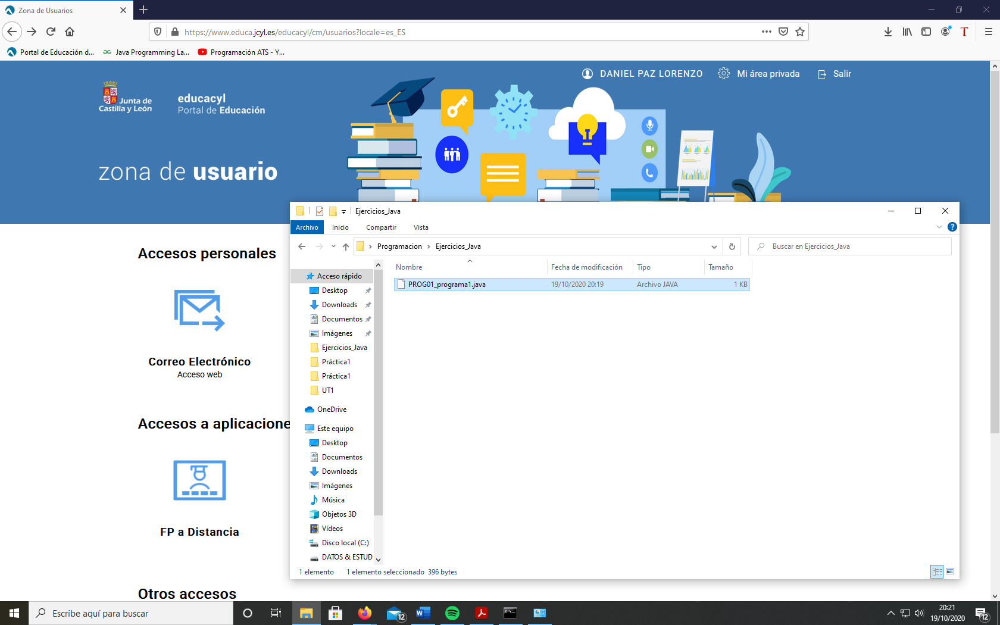 Zona de Usuarios
https://www.educa.jcyl.es/educacyl/cm/usuarios?locale=es_ES
Portal de Educación d...
Java Programming La...
Programación ATS - Y...
DANIEL PAZ LORENZO
Mi área privada
Salir
Junta de
Castilla y León
educacyl
Portal de Educación
zona de usuario
Accesos personales
Correo Electrónico
Acceso web
Accesos a aplicacione
FP a Distancia
Otros accesos
Ejercicios_Java
Archivo
Inicio
Compartir
Vista
?
Programacion
Ejercicios_Java
Buscar en Ejercicios_Java
Nombre
Fecha de modificación
Tipo
Tamaño
PROG01_programa1.java
19/10/2020 20:19
Archivo JAVA
1 KB
Acceso rápido
Desktop
Downloads
Documentos
Imágenes
Ejercicios_Java
Práctica1
Práctica1
UT1
OneDrive
Este equipo
Desktop
Documentos
Downloads
Imágenes
Música
Objetos 3D
Vídeos
Disco local (C:)
DATOS & ESTUD
1 elemento
1 elemento seleccionado 396 bytes
Escribe aquí para buscar
12
20:21
19/10/2020
12